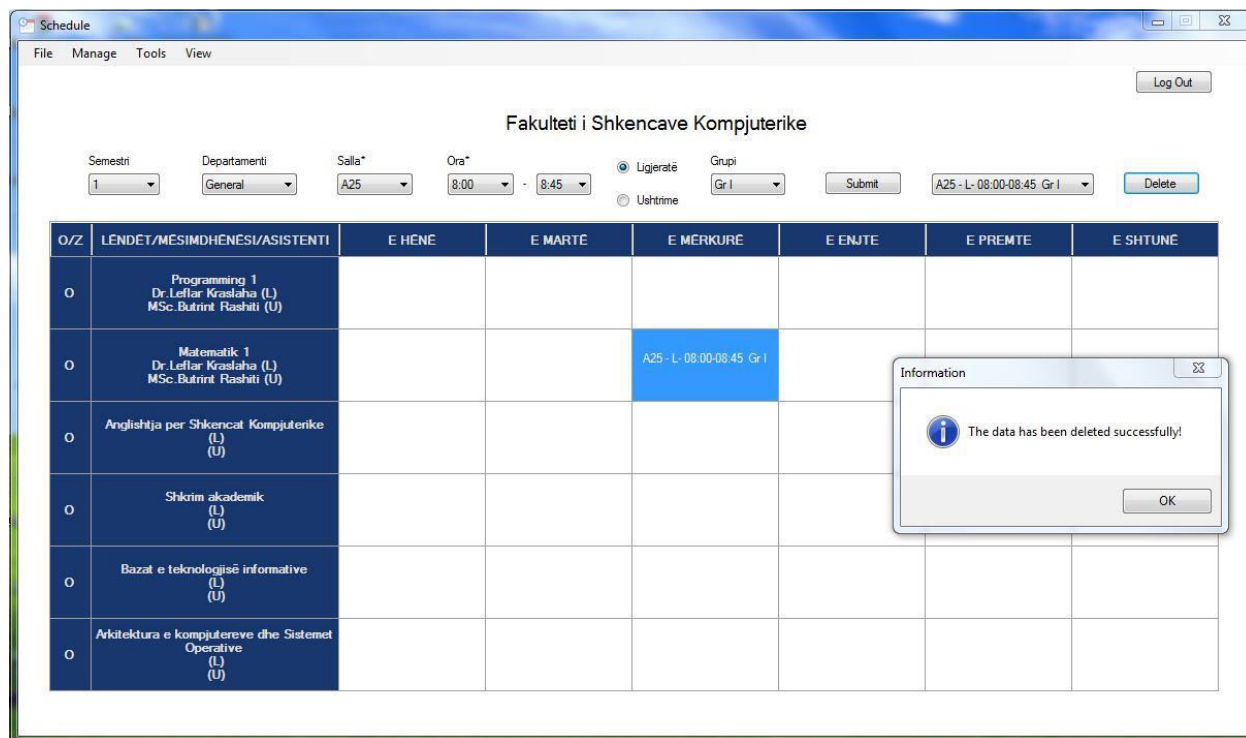 Schedule
File Manage Tools View
Log Out
Fakulteti i Shkencave Kompjuterike
Semestri Departamenti Salla* Ora* Ligjeratë Grupi
1 General A25 8:00 - 8:45 Gr I Submit A25 - L- 08:00-08:45 Gr I Delete
Ushtrime
O/Z LËNDËT/MËSIMDHËNËSI/ASISTENTI E HËNË E MARTË E MËRKURË E ENJTE E PREMTE E SHTUNË
Programming 1
O Dr.Leflar Kraslaha (L)
MSc.Butrint Rashiti (U)
Matematik 1
O Dr.Leflar Kraslaha (L)
MSc.Butrint Rashiti (U)
A25 - L- 08:00-08:45 Gr I
Anglishtja per Shkencat Kompjuterike
O (L)
(U)
Shkrim akademik
O (L)
(U)
Bazat e teknologjisë informative
O (L)
(U)
Arkitektura e kompjutereve dhe Sistemet
Operative
O (L)
(U)
Information
The data has been deleted successfully!
OK